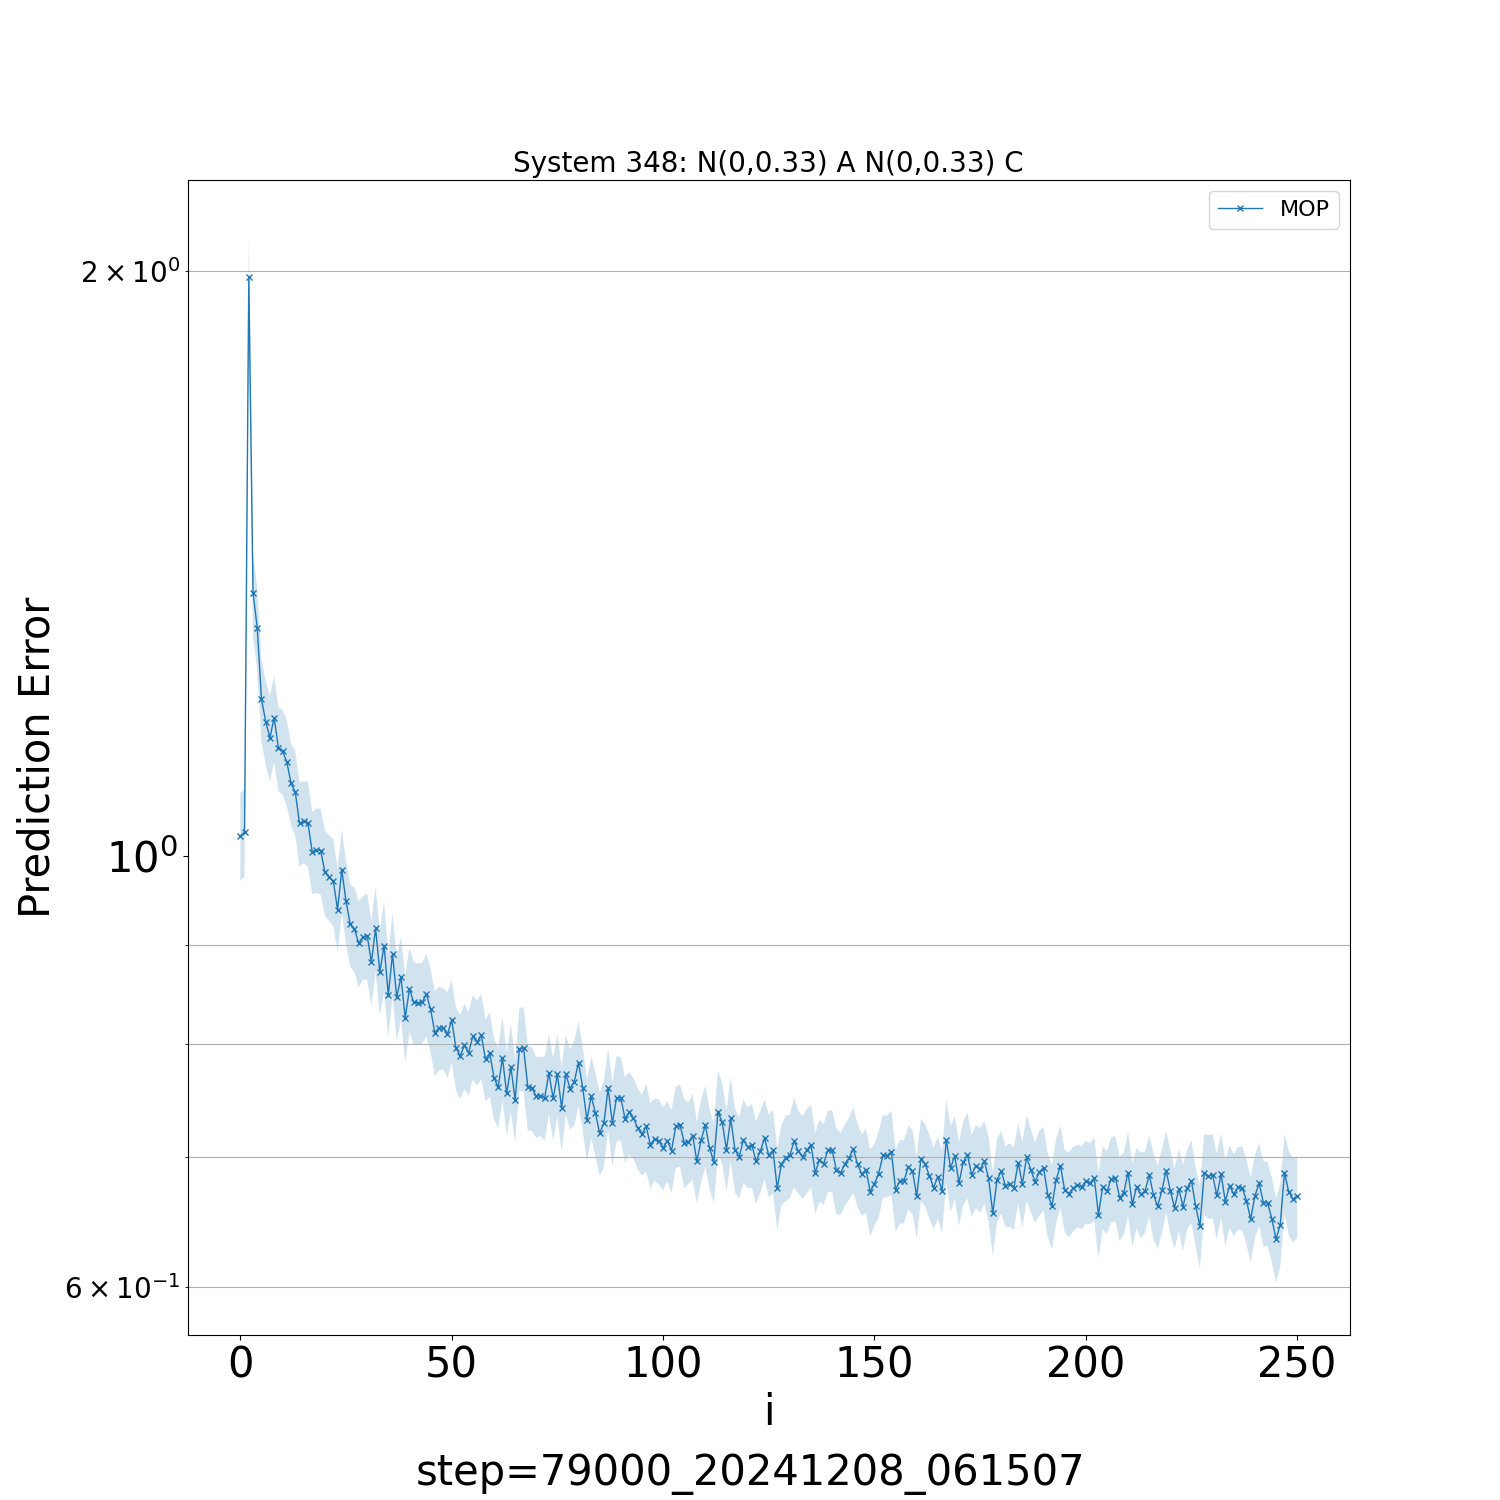 System 348: N(0,0.33) A N(0,0.33) C
MOP
2 × 10⁰
10⁰
6 × 10⁻¹
Prediction Error
0 50 100 150 200 250
i
step=79000_20241208_061507